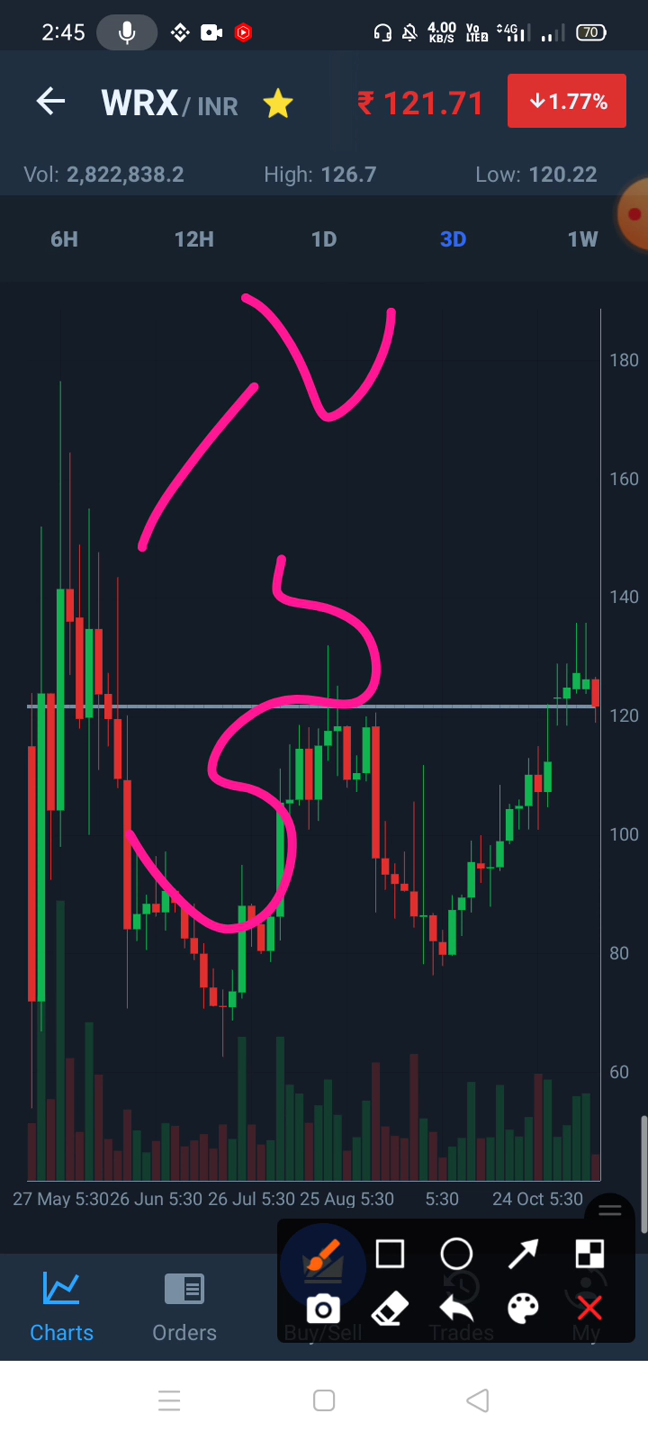 2:45 4.00 KB/S Vo LTE2 4G 70
WRX / INR ₹ 121.71 ↓1.77%
Vol: 2,822,838.2 High: 126.7 Low: 120.22
6H 12H 1D 3D 1W
180
160
140
120
100
80
60
27 May 5:30 26 Jun 5:30 26 Jul 5:30 25 Aug 5:30 5:30 24 Oct 5:30
Charts Orders Buy/Sell Trades My